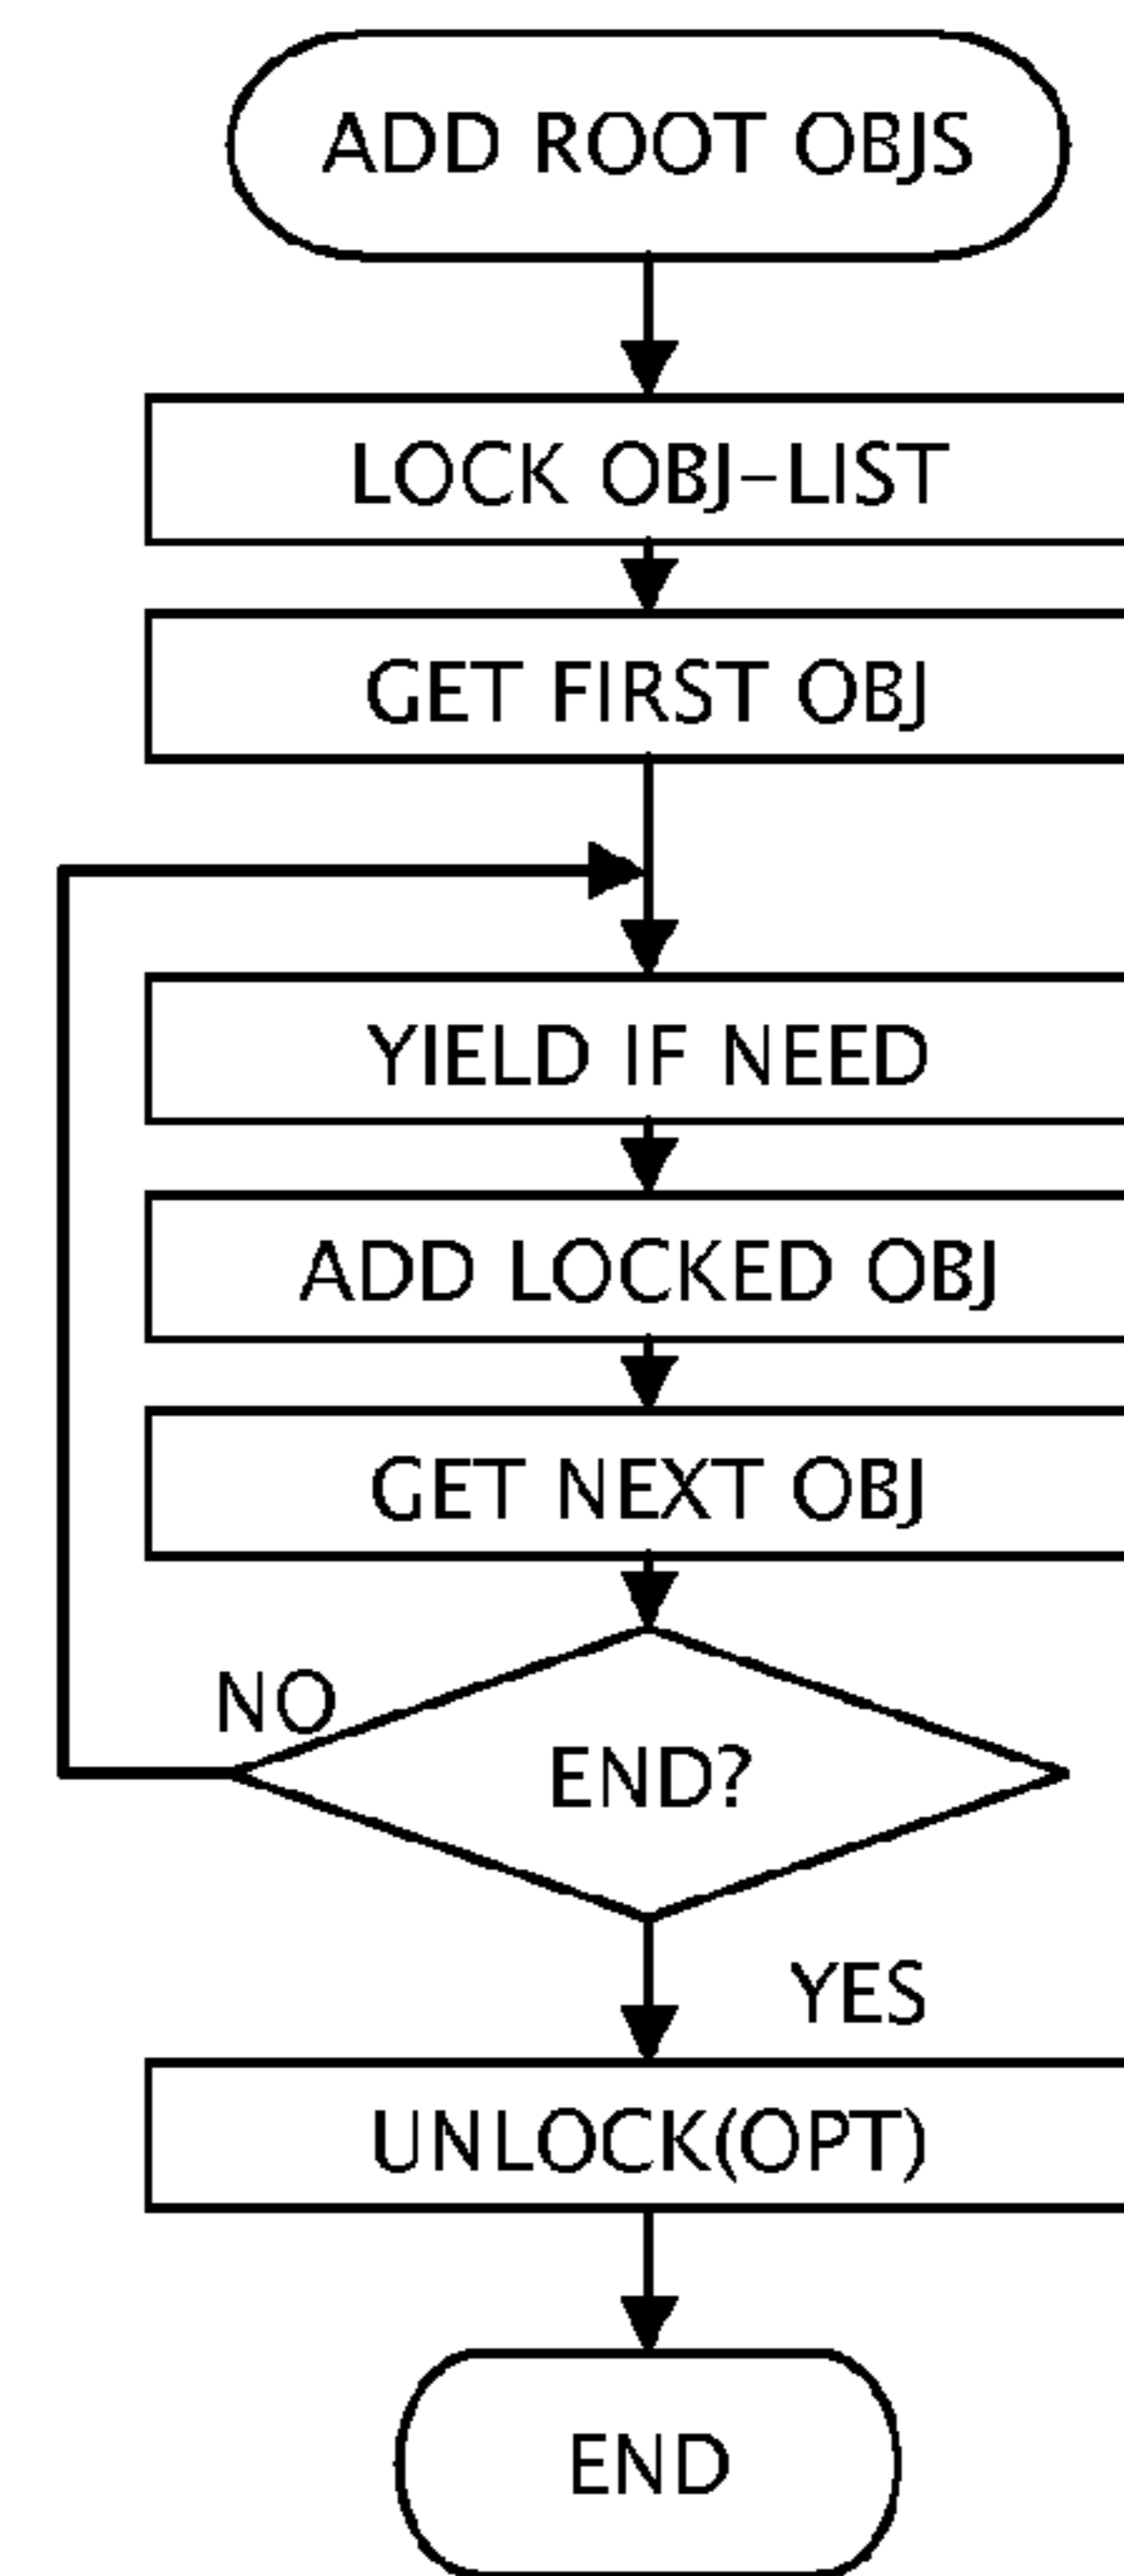 ADD ROOT OBJS
LOCK OBJ-LIST
GET FIRST OBJ
YIELD IF NEED
ADD LOCKED OBJ
GET NEXT OBJ
NO
END?
YES
UNLOCK(OPT)
END